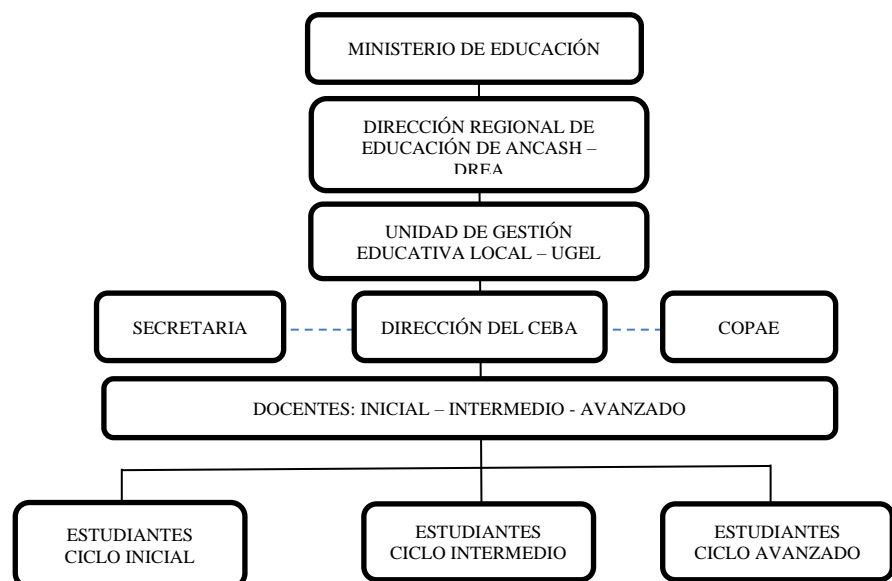 MINISTERIO DE EDUCACIÓN
DIRECCIÓN REGIONAL DE
EDUCACIÓN DE ANCASH –
DREA
UNIDAD DE GESTIÓN
EDUCATIVA LOCAL – UGEL
SECRETARIA
DIRECCIÓN DEL CEBA
COPAE
DOCENTES: INICIAL – INTERMEDIO - AVANZADO
ESTUDIANTES
CICLO INICIAL
ESTUDIANTES
CICLO INTERMEDIO
ESTUDIANTES
CICLO AVANZADO